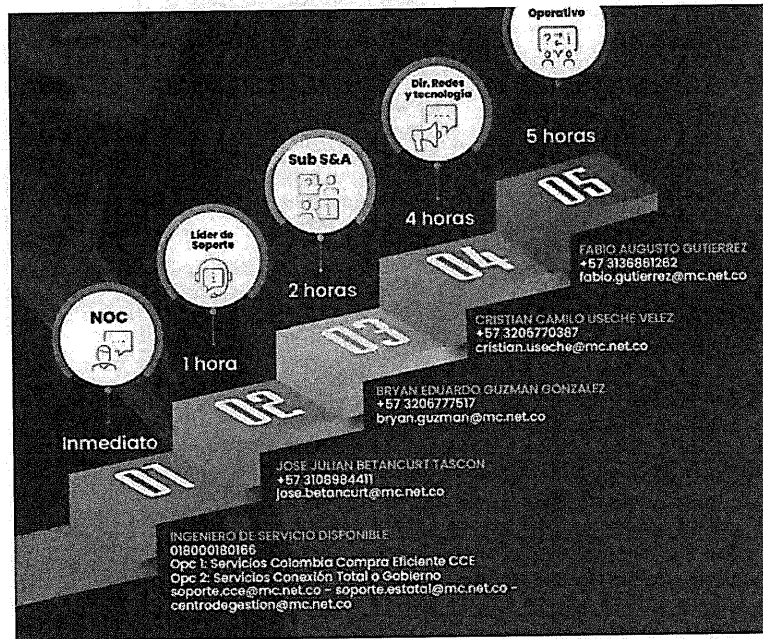 Operativo
5 horas
05
FABIO AUGUSTO GUTIERREZ
+57 3136861262
fabio.gutierrez@mc.net.co
Dir. Redes
y tecnología
4 horas
04
CRISTIAN CAMILO USECHE VELEZ
+57 3206770387
cristian.useche@mc.net.co
Sub S&A
2 horas
03
BRYAN EDUARDO GUZMAN GONZALEZ
+57 3206777517
bryan.guzman@mc.net.co
Líder de
Soporte
1 hora
02
JOSE JULIAN BETANCURT TASCON
+57 3108984411
jose.betancurt@mc.net.co
NOC
Inmediato
01
INGENIERO DE SERVICIO DISPONIBLE
018000180166
Opc 1: Servicios Colombia Compra Eficiente CCE
Opc 2: Servicios Conexión Total o Gobierno
soporte.cce@mc.net.co - soporte.estatal@mc.net.co -
centrodegestion@mc.net.co